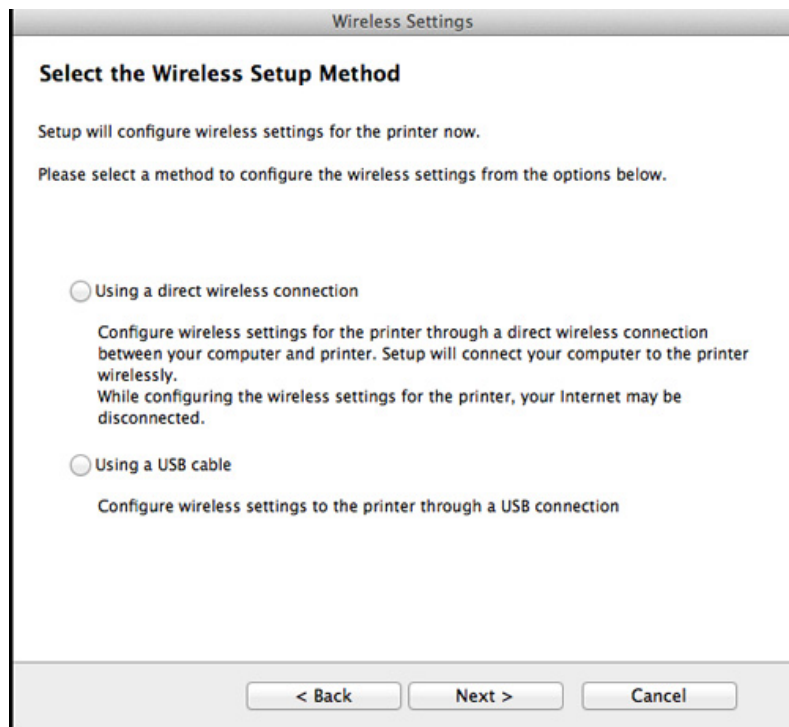 Wireless Settings
Select the Wireless Setup Method
Setup will configure wireless settings for the printer now.
Please select a method to configure the wireless settings from the options below.
Using a direct wireless connection
Configure wireless settings for the printer through a direct wireless connection
between your computer and printer. Setup will connect your computer to the printer
wirelessly.
While configuring the wireless settings for the printer, your Internet may be
disconnected.
Using a USB cable
Configure wireless settings to the printer through a USB connection
< Back Next > Cancel